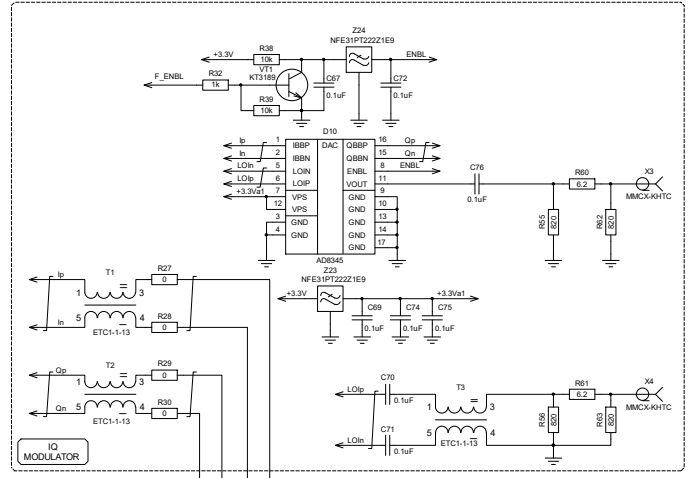 Z24
NFE31PT222Z1E9
+3.3V
R38
10k
ENBL
VT1
KT3189
F_ENBL
R32
1k
C67
0.1uF
C72
0.1uF
R39
10k
D10
Ip 1 IBBP DAC QBBP 16 Qp
In 2 IBBN QBBN 15 Qn
LOIn 5 LOIN ENBL 8 ENBL
LOIp 6 LOIP VOUT 11
+3.3Va1 7 VPS GND 9
12 VPS GND 10
3 GND GND 13
4 GND GND 14
GND 17
AD8345
C76
0.1uF
R60
6.2
X3
MMCX-KHTC
R55
820
R62
820
Z23
NFE31PT222Z1E9
+3.3V
+3.3Va1
C69
0.1uF
C74
0.1uF
C75
0.1uF
Ip
T1
R27
0
1 3
In
5 4
R28
0
ETC1-1-13
Qp
T2
R29
0
1 3
Qn
5 4
R30
0
ETC1-1-13
LOIp
C70
0.1uF
T3
1 3
R61
6.2
X4
MMCX-KHTC
R56
820
R63
820
LOIn
C71
0.1uF
5 4
ETC1-1-13
IQ
MODULATOR